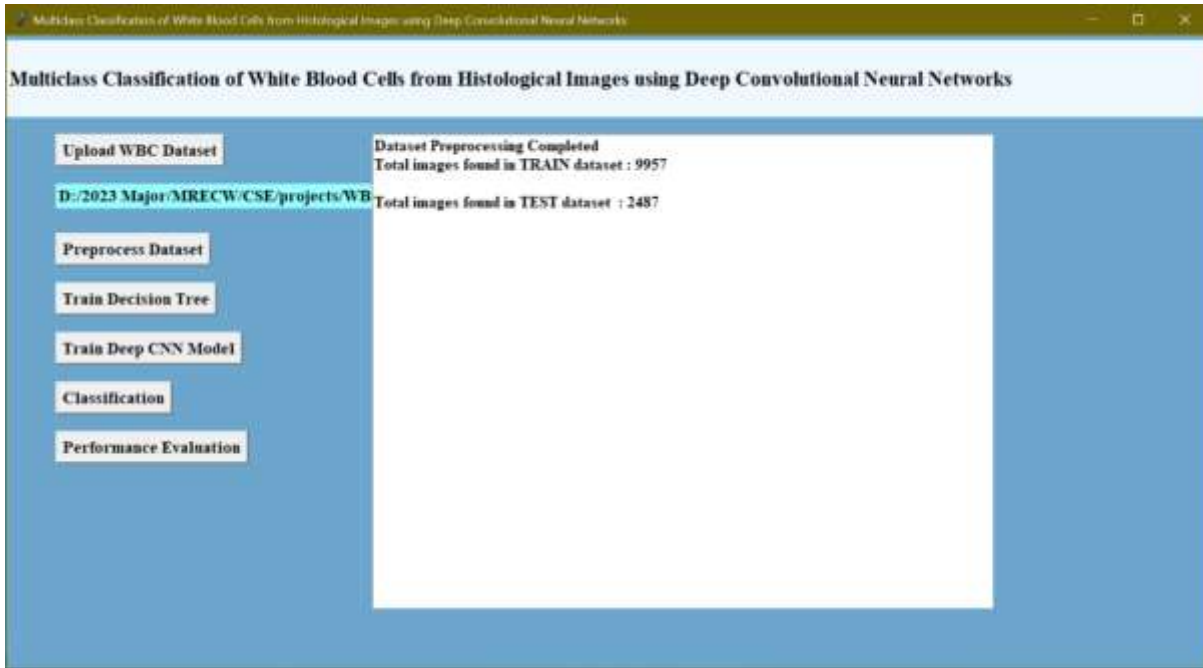 Multiclass Classification of White Blood Cells from Histological Images using Deep Convolutional Neural Networks
Multiclass Classification of White Blood Cells from Histological Images using Deep Convolutional Neural Networks
Upload WBC Dataset
D:/2023 Major/MRECW/CSE/projects/WB
Preprocess Dataset
Train Decision Tree
Train Deep CNN Model
Classification
Performance Evaluation
Dataset Preprocessing Completed
Total images found in TRAIN dataset : 9957
Total images found in TEST dataset : 2487